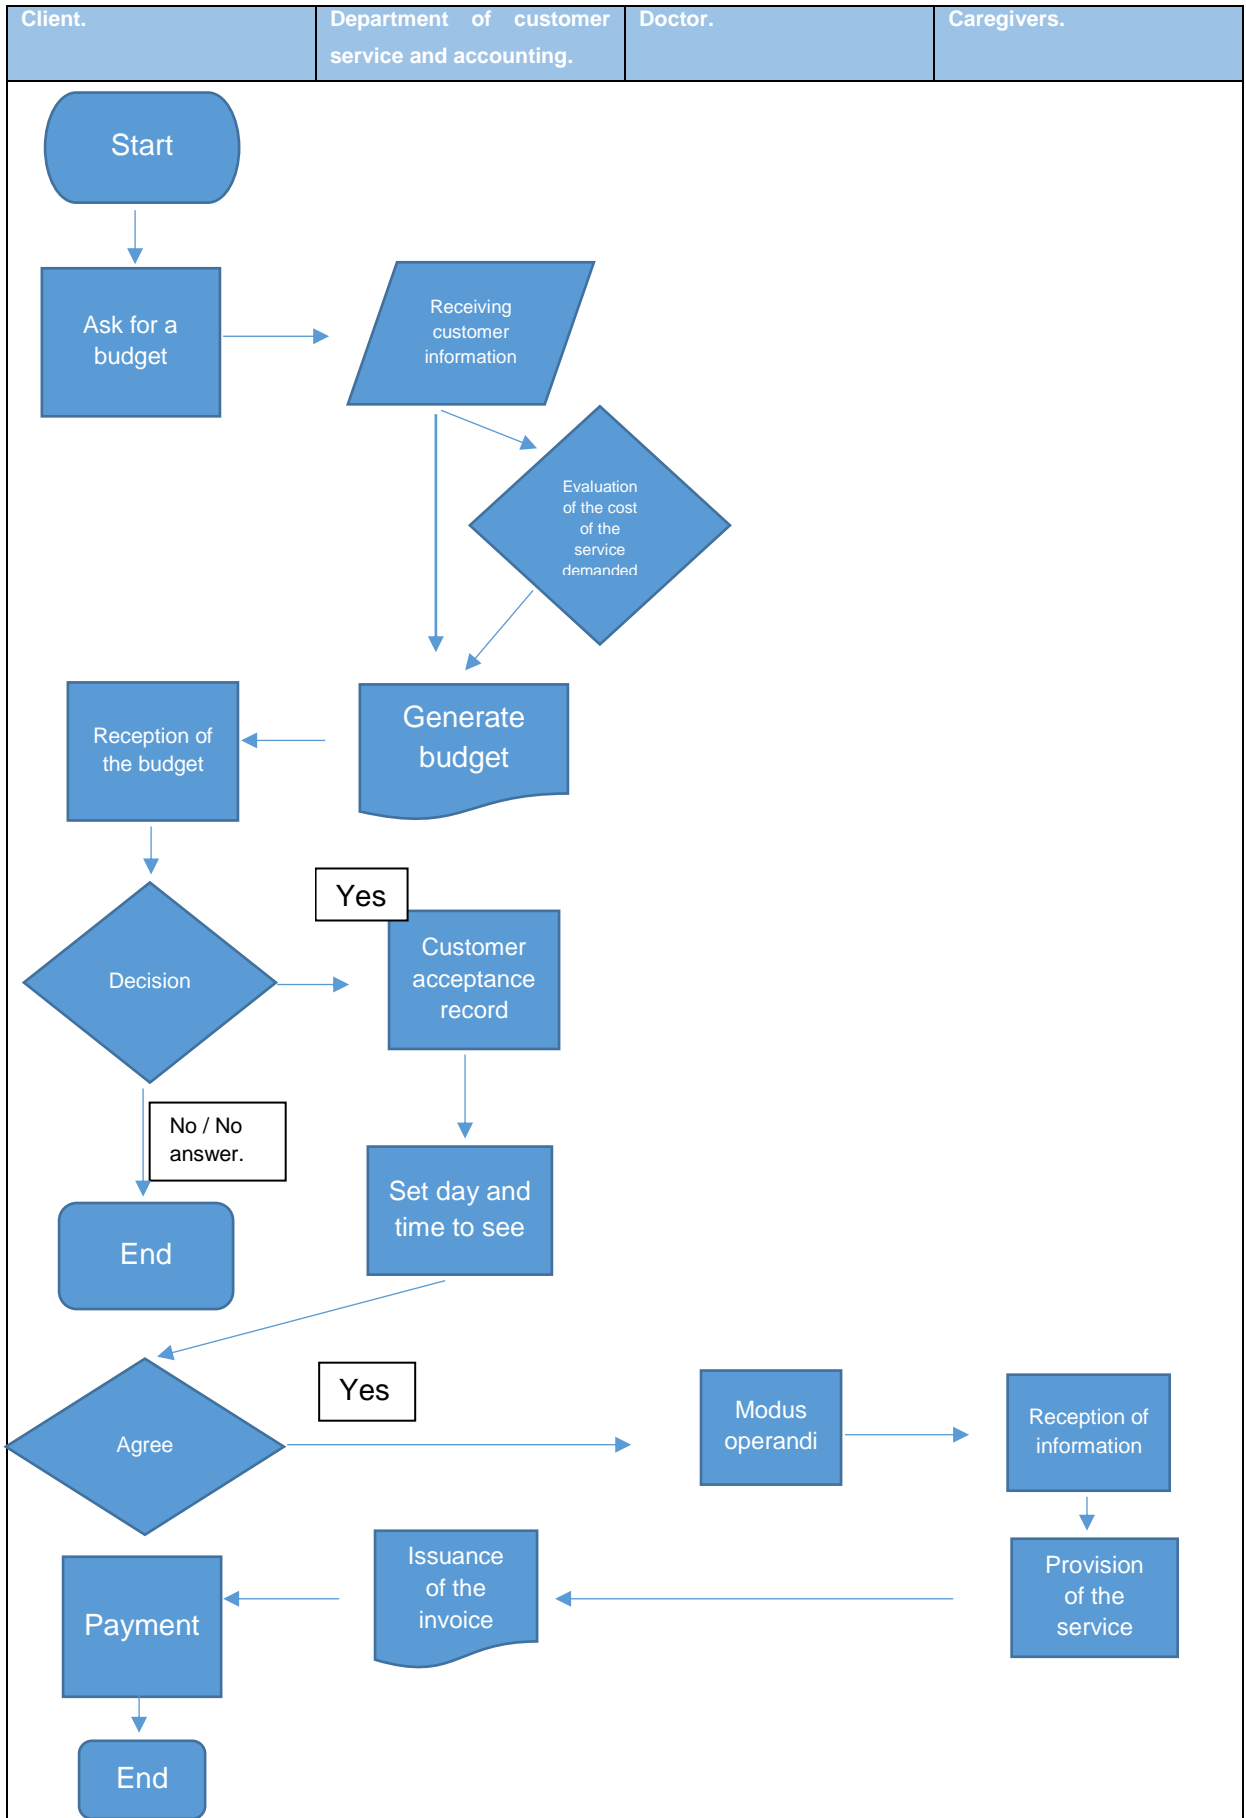 Client.
Department of customer
service and accounting.
Doctor.
Caregivers.
Start
Ask for a
budget
Receiving
customer
information
Evaluation
of the cost
of the
service
demanded
Generate
budget
Reception of
the budget
Yes
Decision
Customer
acceptance
record
No / No
answer.
Set day and
time to see
End
Yes
Agree
Modus
operandi
Reception of
information
Issuance
of the
invoice
Provision
of the
service
Payment
End